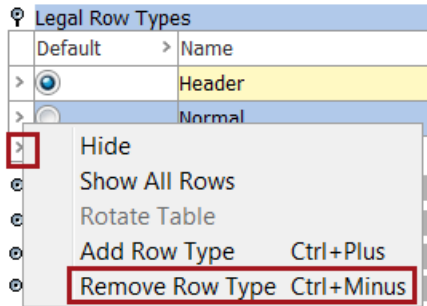 Legal Row Types
Default > Name
> Header
> Normal
>
Hide
Show All Rows
Rotate Table
Add Row Type Ctrl+Plus
Remove Row Type Ctrl+Minus